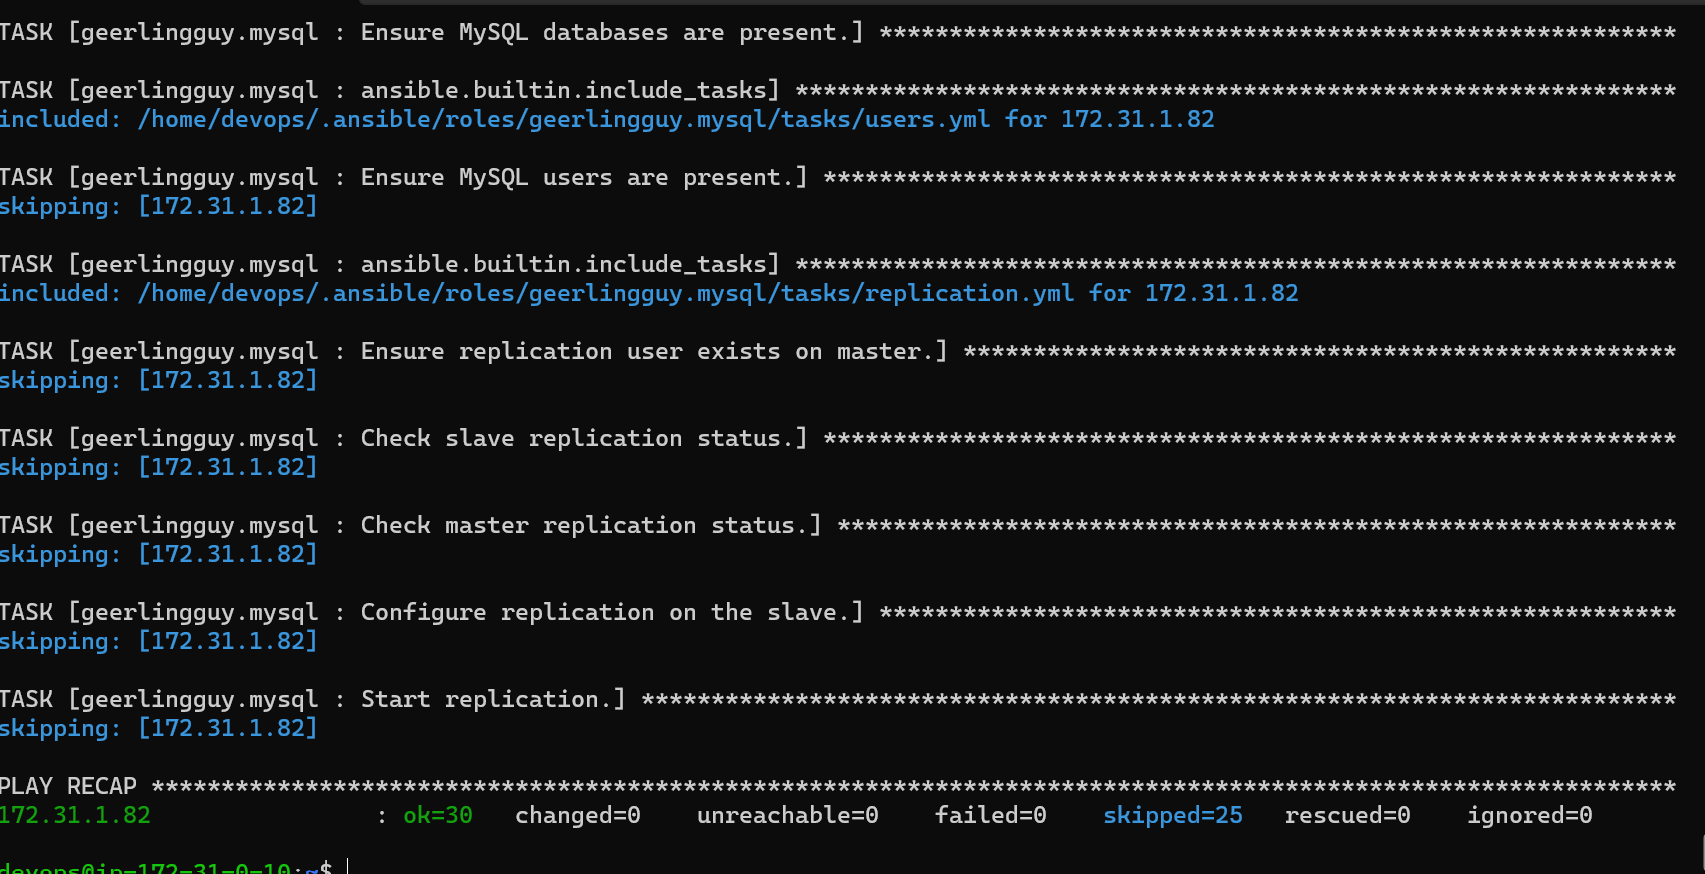 TASK [geerlingguy.mysql : Ensure MySQL databases are present.] *********************************************************
TASK [geerlingguy.mysql : ansible.builtin.include_tasks] ***************************************************************
included: /home/devops/.ansible/roles/geerlingguy.mysql/tasks/users.yml for 172.31.1.82
TASK [geerlingguy.mysql : Ensure MySQL users are present.] *************************************************************
skipping: [172.31.1.82]
TASK [geerlingguy.mysql : ansible.builtin.include_tasks] ***************************************************************
included: /home/devops/.ansible/roles/geerlingguy.mysql/tasks/replication.yml for 172.31.1.82
TASK [geerlingguy.mysql : Ensure replication user exists on master.] ***************************************************
skipping: [172.31.1.82]
TASK [geerlingguy.mysql : Check slave replication status.] *************************************************************
skipping: [172.31.1.82]
TASK [geerlingguy.mysql : Check master replication status.] ************************************************************
skipping: [172.31.1.82]
TASK [geerlingguy.mysql : Configure replication on the slave.] *********************************************************
skipping: [172.31.1.82]
TASK [geerlingguy.mysql : Start replication.] **************************************************************************
skipping: [172.31.1.82]
PLAY RECAP *************************************************************************************************************
172.31.1.82                : ok=30   changed=0    unreachable=0    failed=0    skipped=25   rescued=0    ignored=0
devops@ip-172-31-0-10:~$